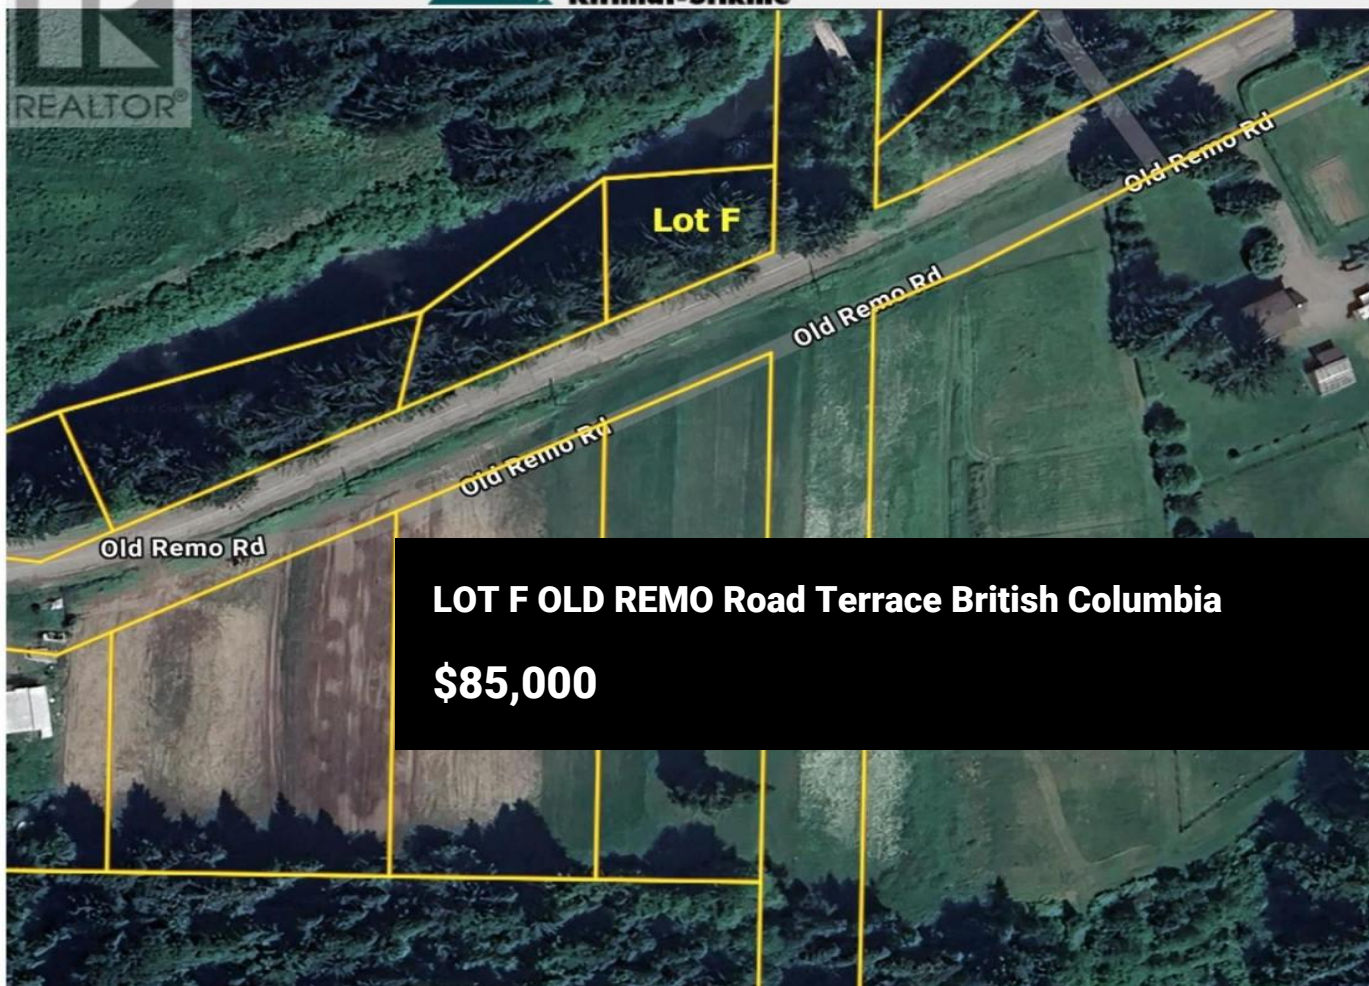 REALTOR®
Old Remo Rd
Lot F
Old Remo Rd
Old Remo Rd
Old Remo Rd
LOT F OLD REMO Road Terrace British Columbia
$85,000